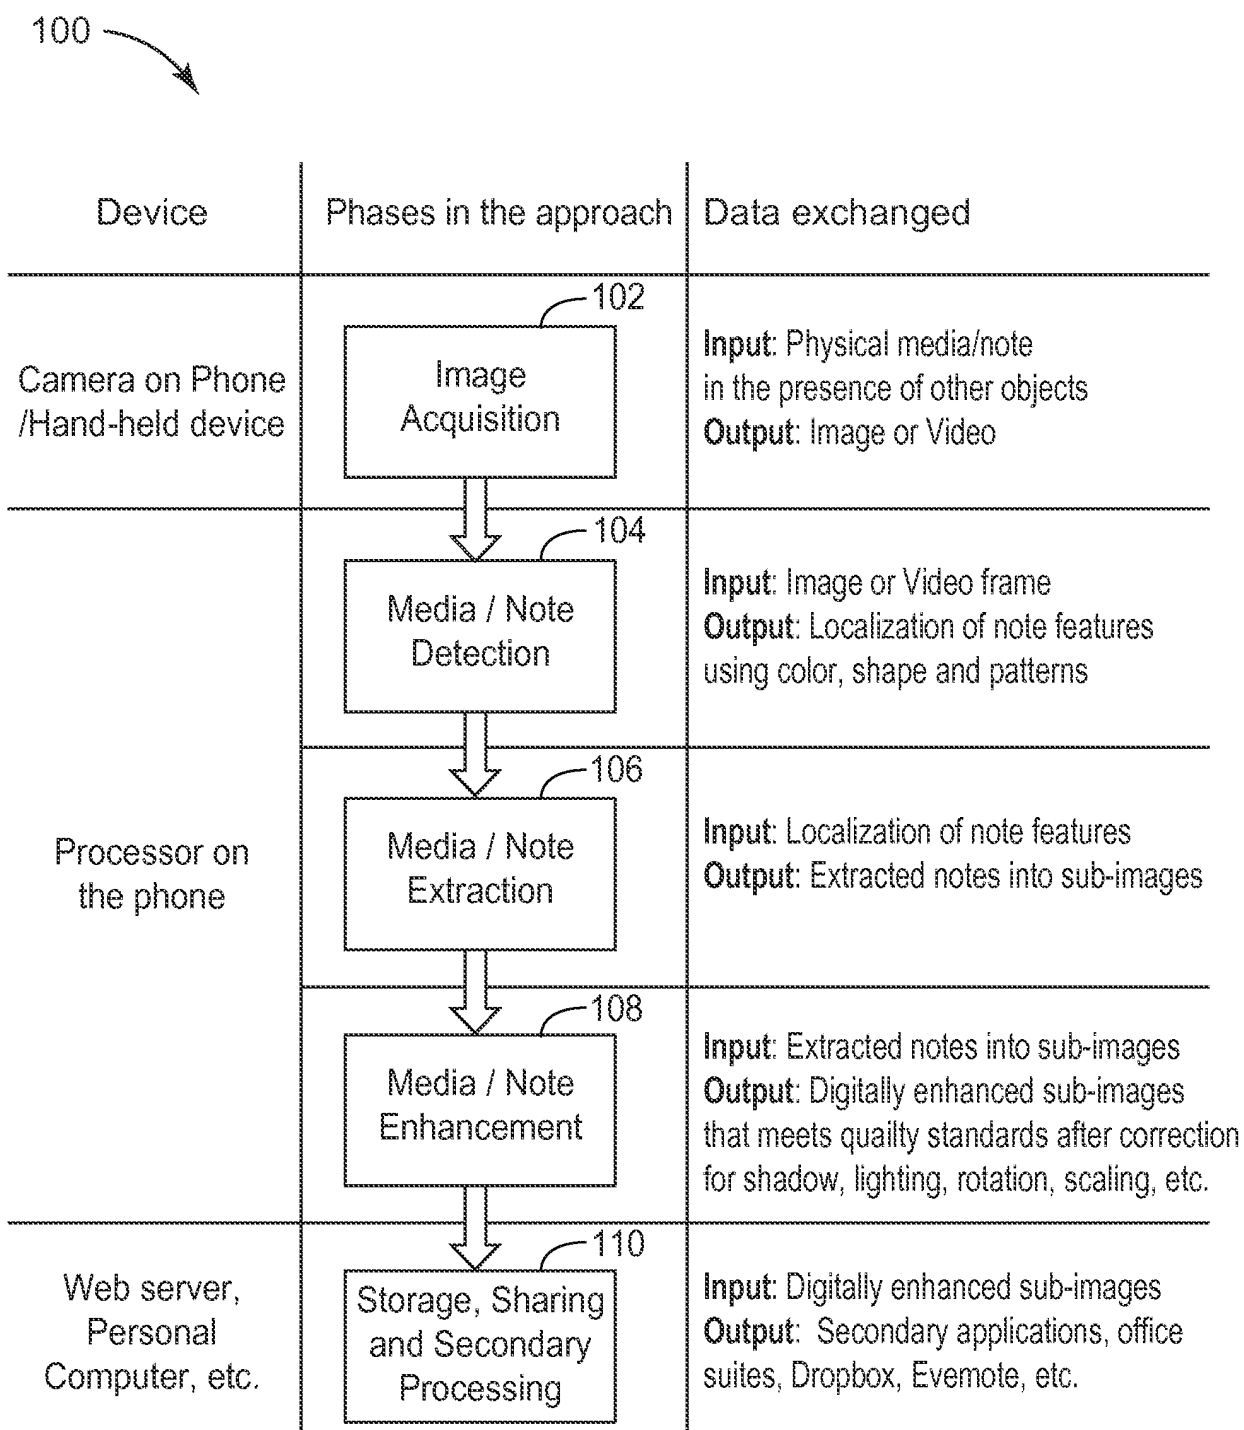 100
Device
Phases in the approach
Data exchanged
Camera on Phone
/Hand-held device
102
Image
Acquisition
Input: Physical media/note
in the presence of other objects
Output: Image or Video
Processor on
the phone
104
Media / Note
Detection
Input: Image or Video frame
Output: Localization of note features
using color, shape and patterns
106
Media / Note
Extraction
Input: Localization of note features
Output: Extracted notes into sub-images
108
Media / Note
Enhancement
Input: Extracted notes into sub-images
Output: Digitally enhanced sub-images
that meets quailty standards after correction
for shadow, lighting, rotation, scaling, etc.
Web server,
Personal
Computer, etc.
110
Storage, Sharing
and Secondary
Processing
Input: Digitally enhanced sub-images
Output: Secondary applications, office
suites, Dropbox, Evemote, etc.